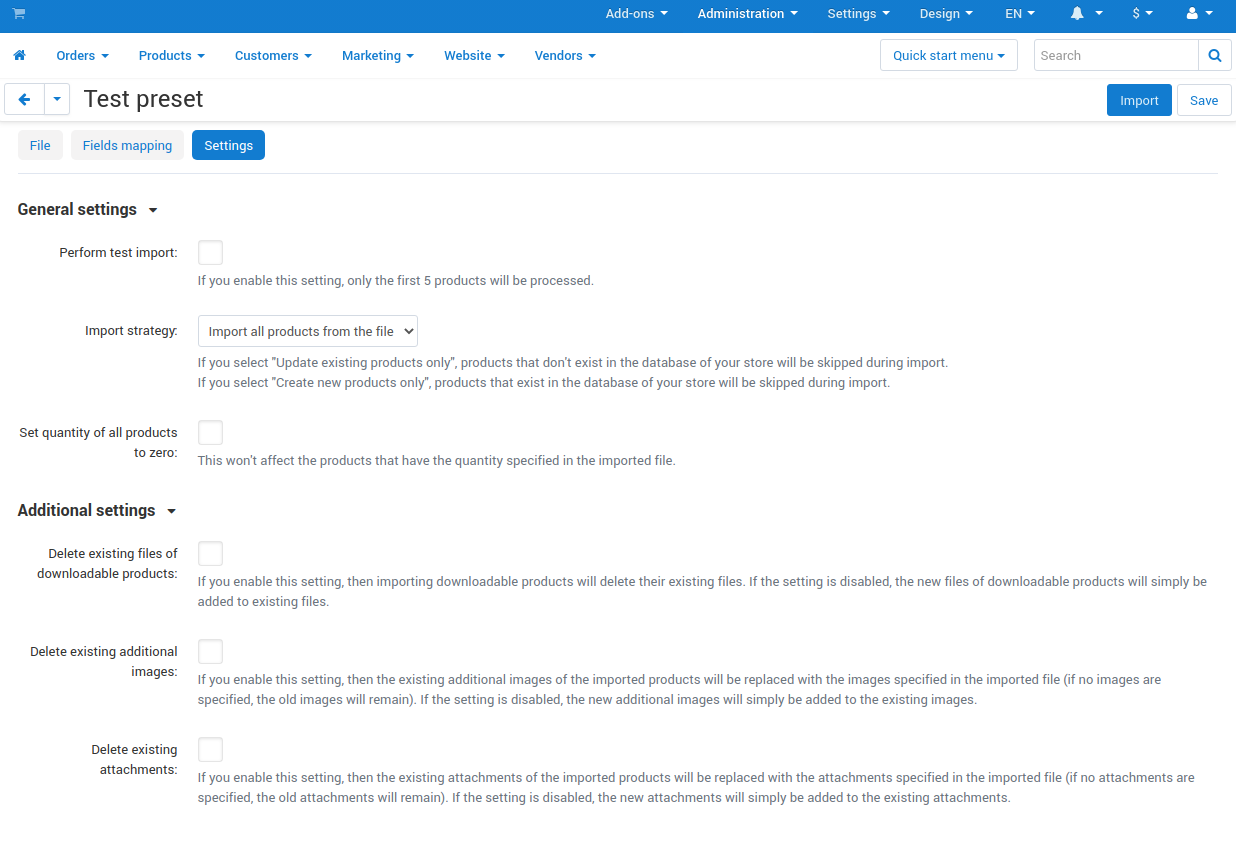 Add-ons Administration Settings Design EN $
Orders Products Customers Marketing Website Vendors Quick start menu Search
Test preset Import Save
File Fields mapping Settings
General settings
Perform test import:
If you enable this setting, only the first 5 products will be processed.
Import strategy: Import all products from the file
If you select "Update existing products only", products that don't exist in the database of your store will be skipped during import.
If you select "Create new products only", products that exist in the database of your store will be skipped during import.
Set quantity of all products
to zero:
This won't affect the products that have the quantity specified in the imported file.
Additional settings
Delete existing files of
downloadable products:
If you enable this setting, then importing downloadable products will delete their existing files. If the setting is disabled, the new files of downloadable products will simply be
added to existing files.
Delete existing additional
images:
If you enable this setting, then the existing additional images of the imported products will be replaced with the images specified in the imported file (if no images are
specified, the old images will remain). If the setting is disabled, the new additional images will simply be added to the existing images.
Delete existing
attachments:
If you enable this setting, then the existing attachments of the imported products will be replaced with the attachments specified in the imported file (if no attachments are
specified, the old attachments will remain). If the setting is disabled, the new attachments will simply be added to the existing attachments.